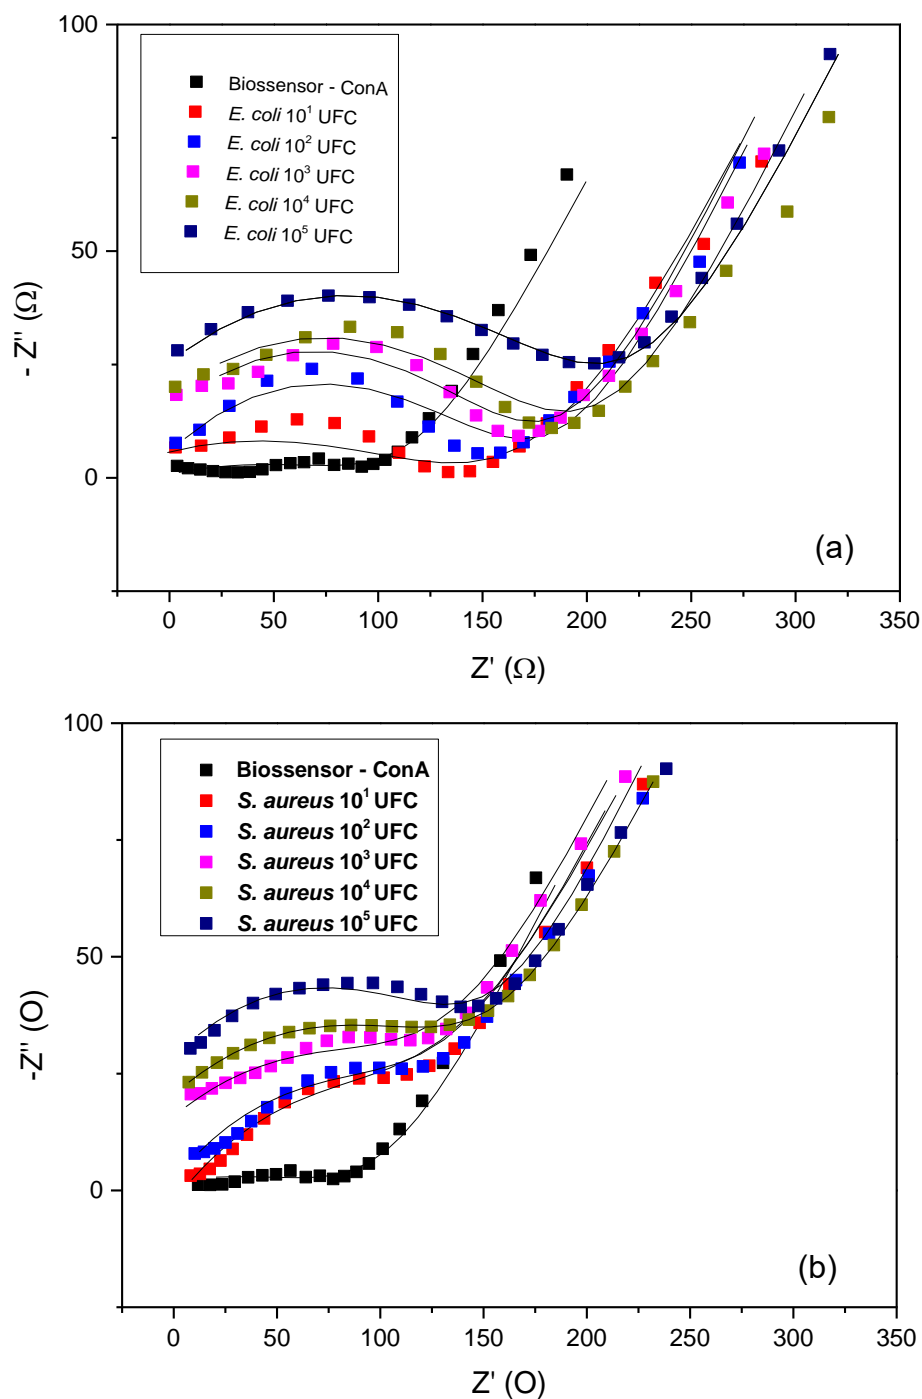 100
50
0
- Z'' (Ω)
Biossensor - ConA
E. coli 10¹ UFC
E. coli 10² UFC
E. coli 10³ UFC
E. coli 10⁴ UFC
E. coli 10⁵ UFC
(a)
0 50 100 150 200 250 300 350
Z' (Ω)
100
50
0
-Z'' (O)
Biossensor - ConA
S. aureus 10¹ UFC
S. aureus 10² UFC
S. aureus 10³ UFC
S. aureus 10⁴ UFC
S. aureus 10⁵ UFC
(b)
0 50 100 150 200 250 300 350
Z' (O)